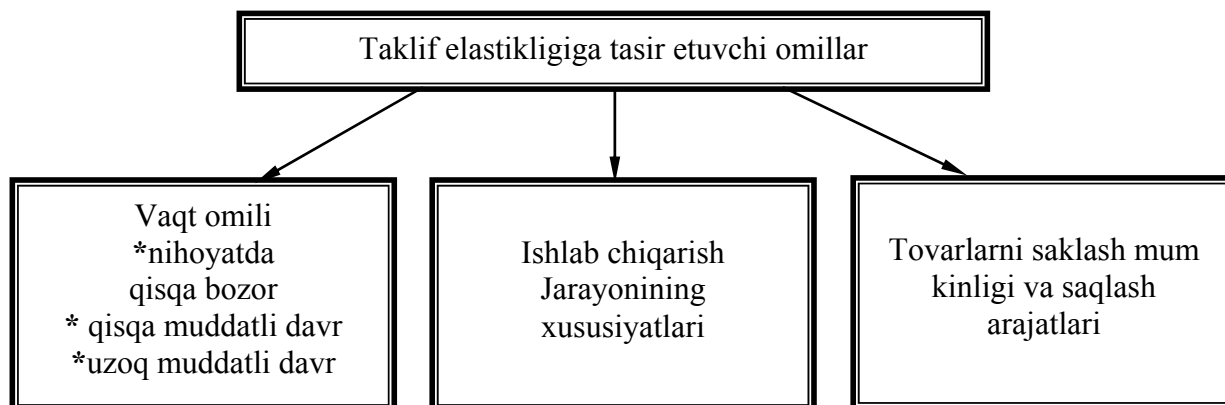 Taklif elastikligiga tasir etuvchi omillar
Vaqt omili
*nihoyatda
qisqa bozor
* qisqa muddatli davr
*uzoq muddatli davr
Ishlab chiqarish
Jarayonining
xususiyatlari
Tovarlarni saklash mum
kinligi va saqlash
arajatlari